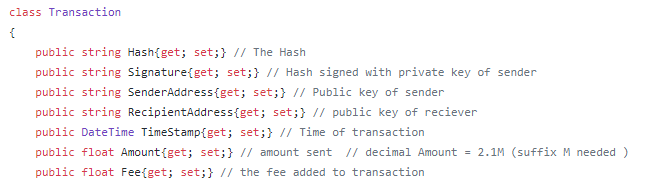 class Transaction
{
public string Hash{get; set;} // The Hash
public string Signature{get; set;} // Hash signed with private key of sender
public string SenderAddress{get; set;} // Public key of sender
public string RecipientAddress{get; set;} // public key of reciever
public DateTime TimeStamp{get; set;} // Time of transaction
public float Amount{get; set;} // amount sent // decimal Amount = 2.1M (suffix M needed )
public float Fee{get; set;} // the fee added to transaction